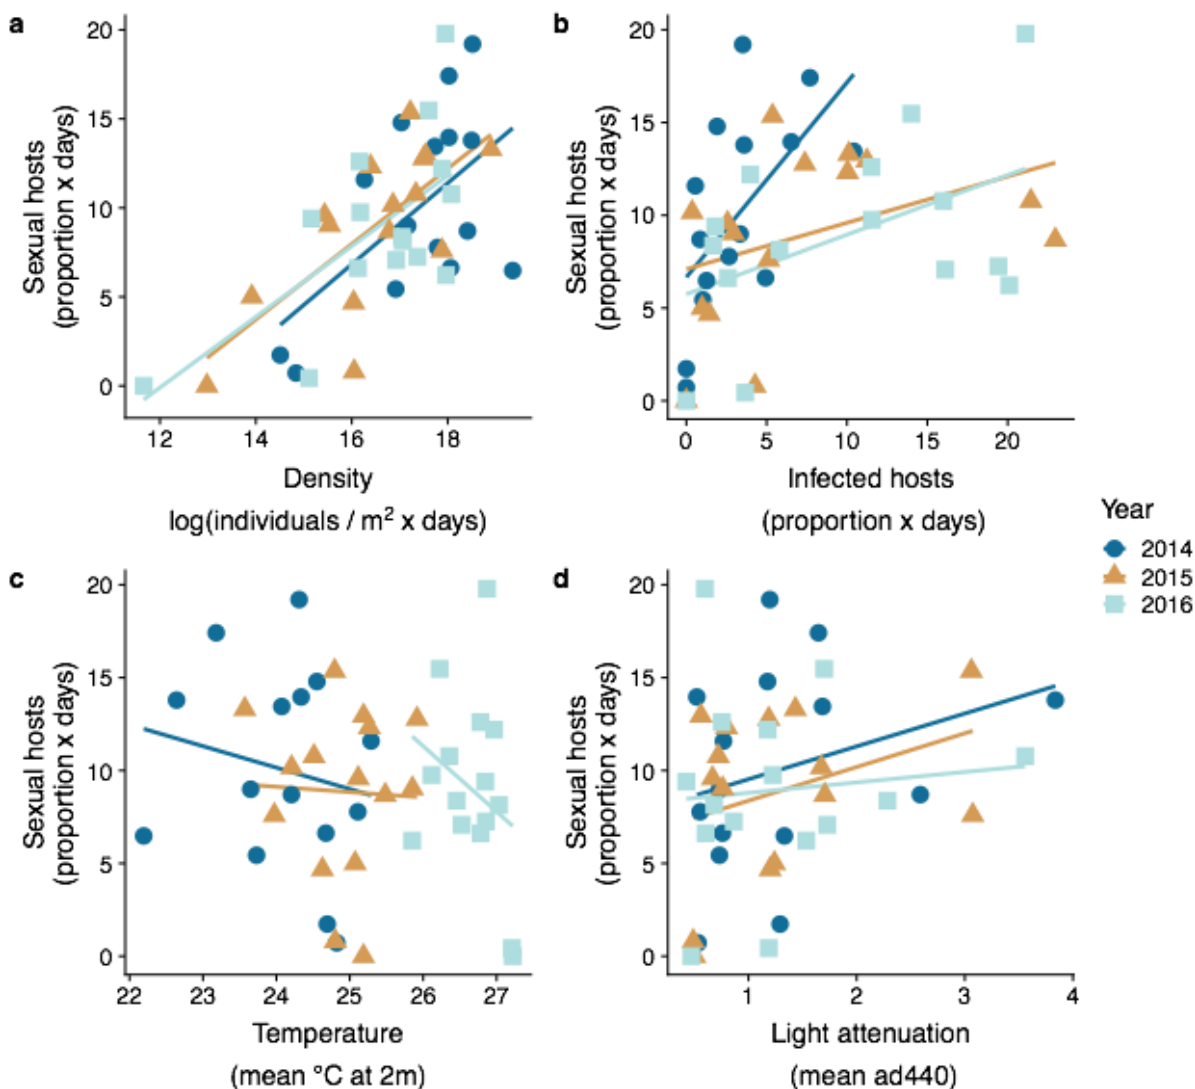 a
Sexual hosts
(proportion x days)
20
15
10
5
0
12 14 16 18
Density
log(individuals / m² x days)
b
Sexual hosts
(proportion x days)
20
15
10
5
0
0 5 10 15 20
Infected hosts
(proportion x days)
Year
2014
2015
2016
c
Sexual hosts
(proportion x days)
20
15
10
5
0
22 23 24 25 26 27
Temperature
(mean °C at 2m)
d
Sexual hosts
(proportion x days)
20
15
10
5
0
1 2 3 4
Light attenuation
(mean ad440)